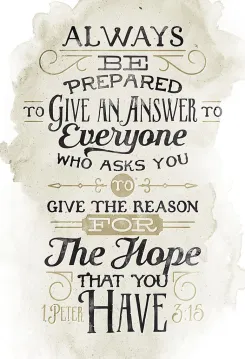 ALWAYS
BE
PREPARED
TO GIVE AN ANSWER TO
Everyone
WHO ASKS YOU
TO
GIVE THE REASON
FOR
The Hope
THAT YOU
HAVE
1 PETER 3:15